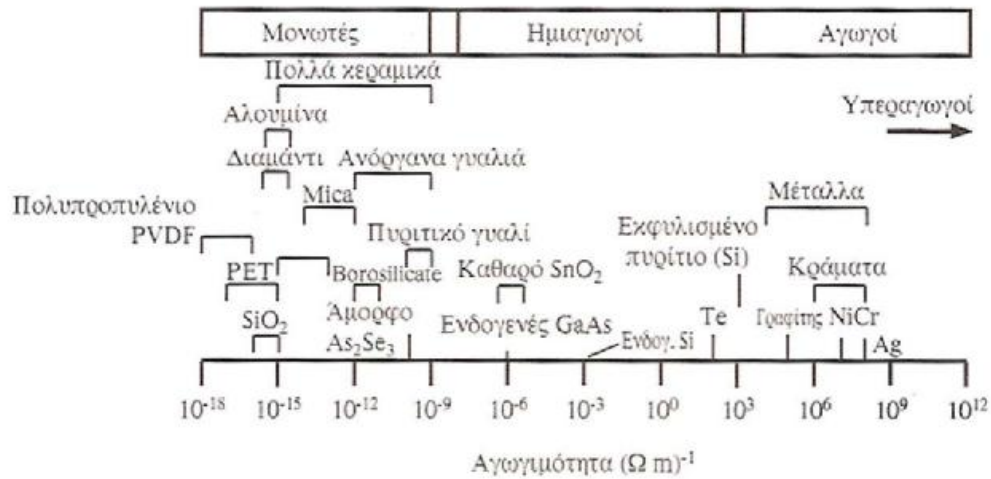 Μονωτές Ημιαγωγοί Αγωγοί
Πολλά κεραμικά
Υπεραγωγοί
Αλουμίνα
Διαμάντι Ανόργανα γυαλιά
Mica Μέταλλα
Πολυπροπυλένιο
PVDF
Πυριτικό γυαλί
Εκφυλισμένο
πυρίτιο (Si)
PET Borosilicate Καθαρό SnO₂ Κράματα
SiO₂ Άμορφο
As₂Se₃
Ενδογενές GaAs
Ενδογ. Si
Te Γραφίτης NiCr
Ag
10⁻¹⁸ 10⁻¹⁵ 10⁻¹² 10⁻⁹ 10⁻⁶ 10⁻³ 10⁰ 10³ 10⁶ 10⁹ 10¹²
Αγωγιμότητα (Ω m)⁻¹